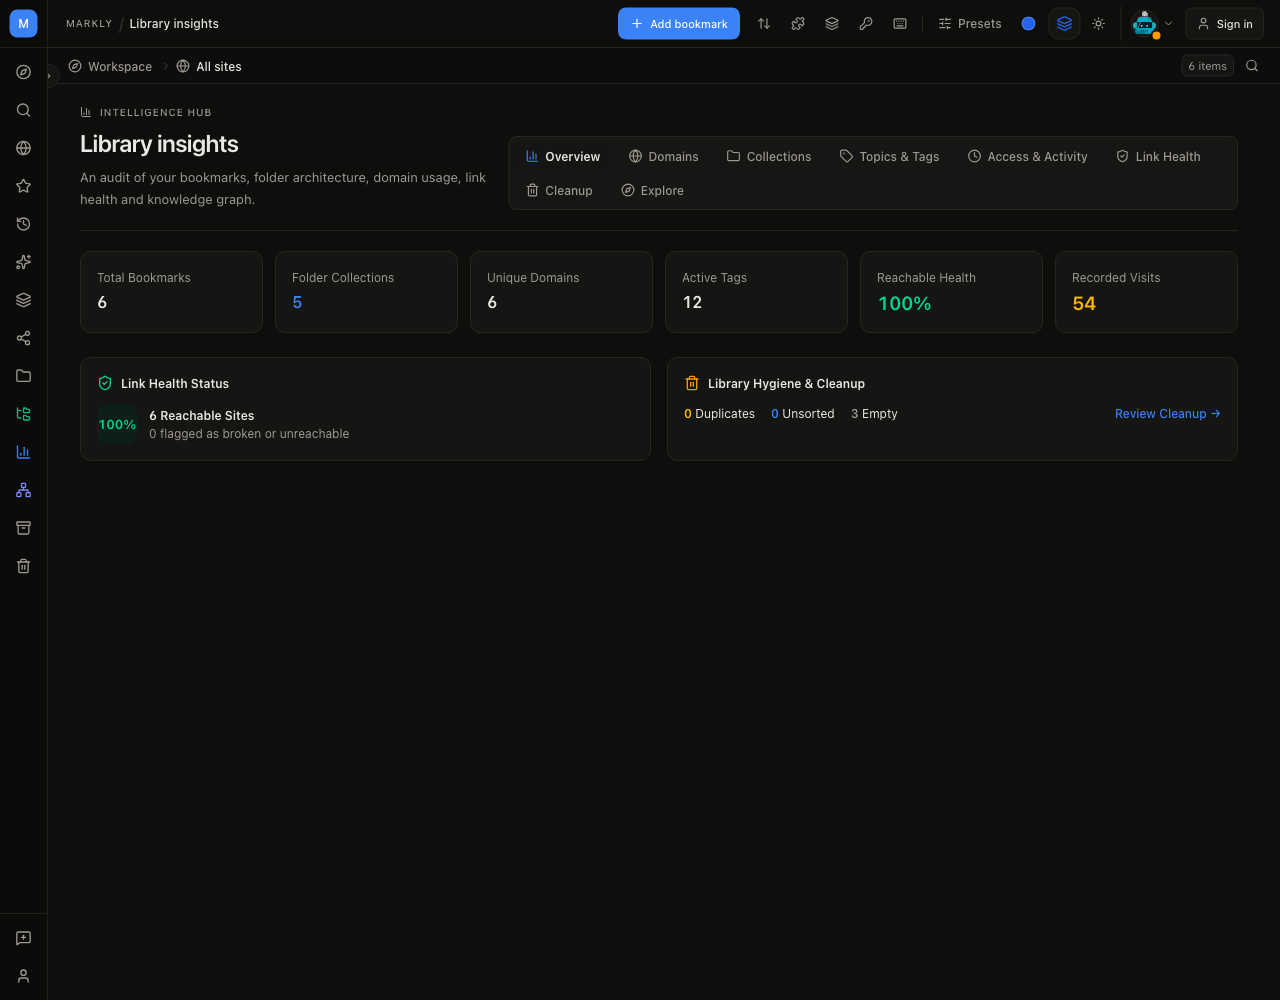 M
MARKLY / Library insights
Add bookmark
Presets
Sign in
Workspace
All sites
6 items
INTELLIGENCE HUB
Library insights
An audit of your bookmarks, folder architecture, domain usage, link
health and knowledge graph.
Overview
Domains
Collections
Topics & Tags
Access & Activity
Link Health
Cleanup
Explore
Total Bookmarks
6
Folder Collections
5
Unique Domains
6
Active Tags
12
Reachable Health
100%
Recorded Visits
54
Link Health Status
100%
6 Reachable Sites
0 flagged as broken or unreachable
Library Hygiene & Cleanup
0 Duplicates
0 Unsorted
3 Empty
Review Cleanup →